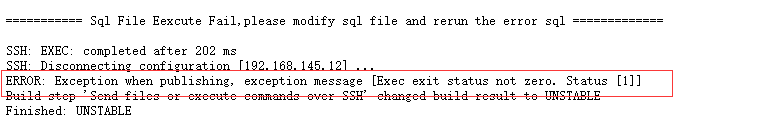 =========== Sql File Eexcute Fail,please modify sql file and rerun the error sql =============
SSH: EXEC: completed after 202 ms
SSH: Disconnecting configuration [192.168.145.12] ...
ERROR: Exception when publishing, exception message [Exec exit status not zero. Status [1]]
Build step 'Send files or execute commands over SSH' changed build result to UNSTABLE
Finished: UNSTABLE